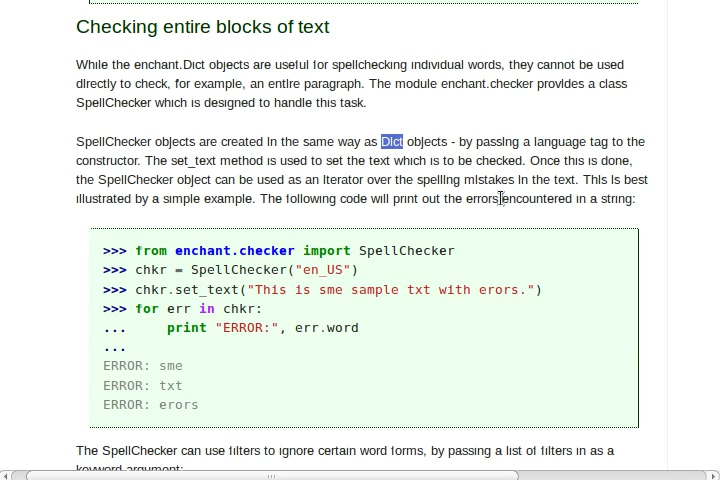 Checking entire blocks of text
While the enchant.Dict objects are useful for spellchecking individual words, they cannot be used
directly to check, for example, an entire paragraph. The module enchant.checker provides a class
SpellChecker which is designed to handle this task.
SpellChecker objects are created in the same way as Dict objects - by passing a language tag to the
constructor. The set_text method is used to set the text which is to be checked. Once this is done,
the SpellChecker object can be used as an iterator over the spelling mistakes in the text. This is best
illustrated by a simple example. The following code will print out the errors encountered in a string:
>>> from enchant.checker import SpellChecker
>>> chkr = SpellChecker("en_US")
>>> chkr.set_text("This is sme sample txt with erors.")
>>> for err in chkr:
...     print "ERROR:", err.word
...
ERROR: sme
ERROR: txt
ERROR: erors
The SpellChecker can use filters to ignore certain word forms, by passing a list of filters in as a
keyword argument: